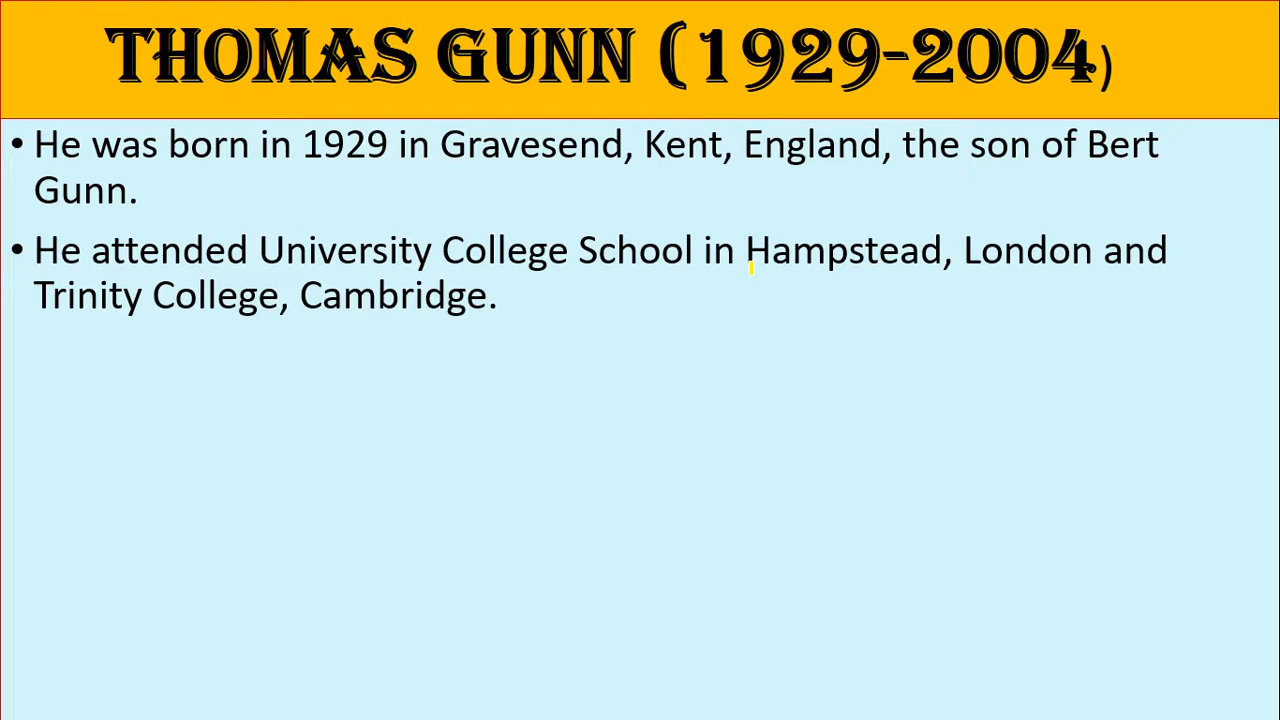 THOMAS GUNN (1929-2004)
• He was born in 1929 in Gravesend, Kent, England, the son of Bert
Gunn.
• He attended University College School in Hampstead, London and
Trinity College, Cambridge.